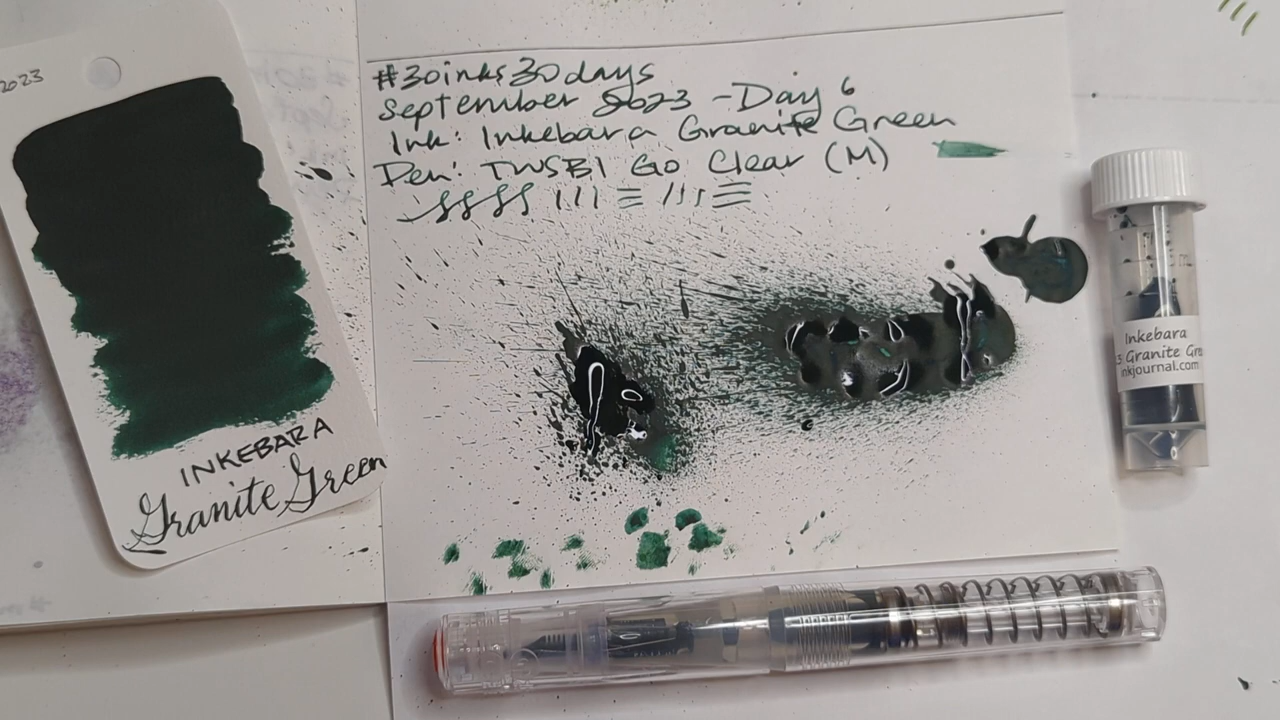 2023
#30inks30days
September 2023 - Day 6
Ink: Inkebara Granite Green
Pen: TWSBI Go Clear (M)
INKEBARA
Granite Green
Inkebara
Granite Gre
inkjournal.com